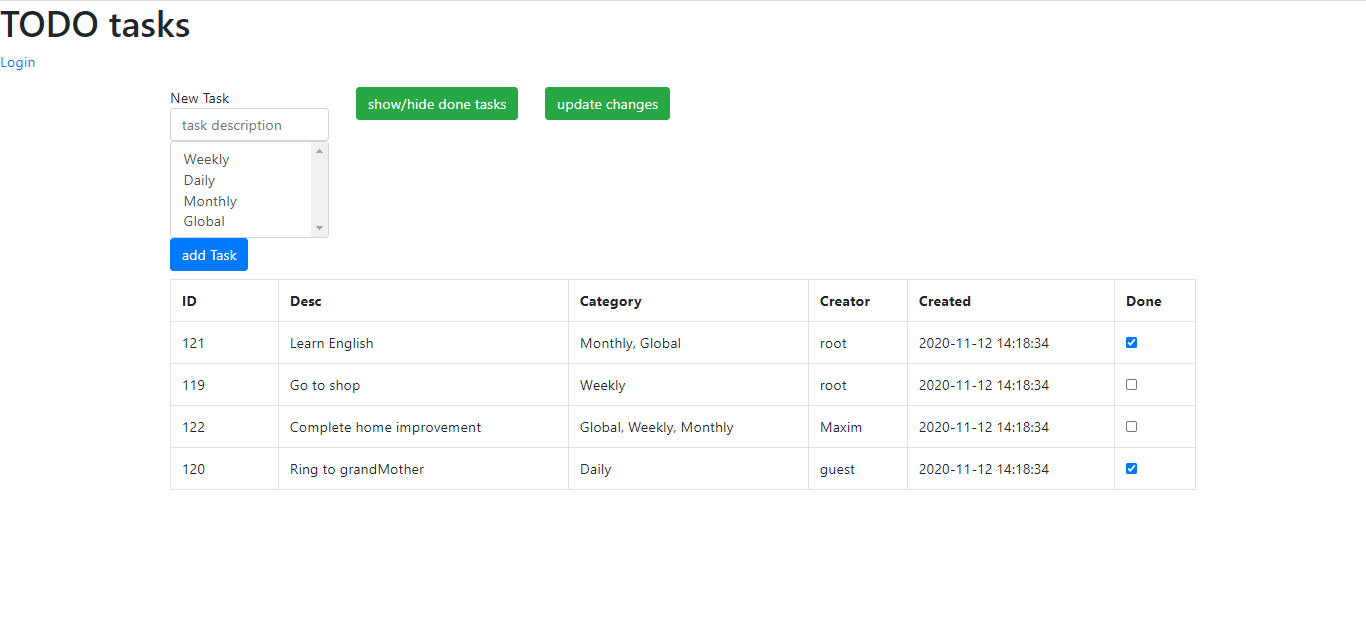 TODO tasks
Login
New Task
show/hide done tasks
update changes
task description
Weekly
Daily
Monthly
Global
add Task
ID Desc Category Creator Created Done
121 Learn English Monthly, Global root 2020-11-12 14:18:34
119 Go to shop Weekly root 2020-11-12 14:18:34
122 Complete home improvement Global, Weekly, Monthly Maxim 2020-11-12 14:18:34
120 Ring to grandMother Daily guest 2020-11-12 14:18:34